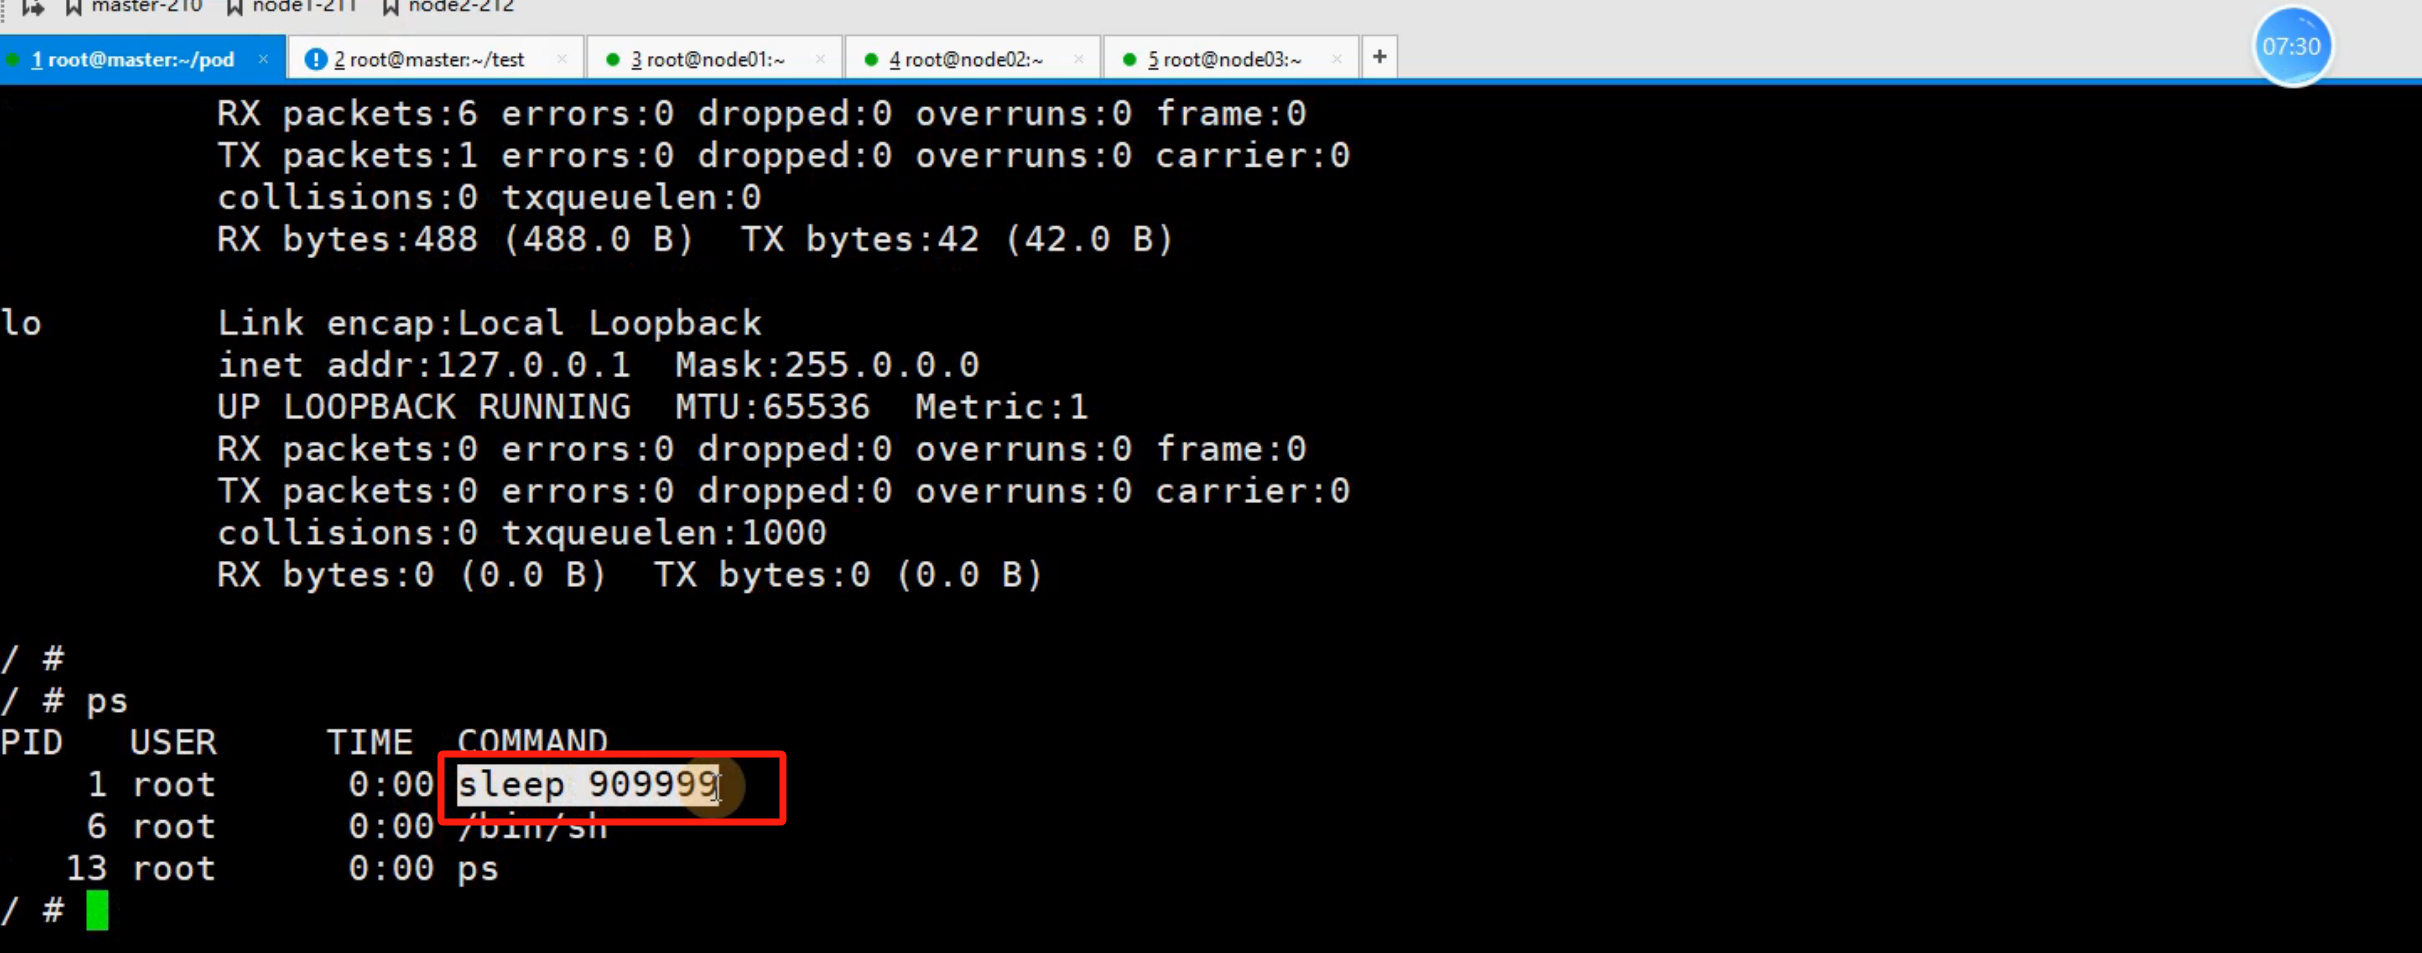 master-210 node1-211 node2-212
1 root@master:~/pod × 2 root@master:~/test × 3 root@node01:~ × 4 root@node02:~ × 5 root@node03:~ × +
07:30
RX packets:6 errors:0 dropped:0 overruns:0 frame:0
TX packets:1 errors:0 dropped:0 overruns:0 carrier:0
collisions:0 txqueuelen:0
RX bytes:488 (488.0 B)  TX bytes:42 (42.0 B)
lo Link encap:Local Loopback
inet addr:127.0.0.1  Mask:255.0.0.0
UP LOOPBACK RUNNING  MTU:65536  Metric:1
RX packets:0 errors:0 dropped:0 overruns:0 frame:0
TX packets:0 errors:0 dropped:0 overruns:0 carrier:0
collisions:0 txqueuelen:1000
RX bytes:0 (0.0 B)  TX bytes:0 (0.0 B)
/ #
/ # ps
PID USER TIME COMMAND
1 root 0:00 sleep 909999
6 root 0:00 /bin/sh
13 root 0:00 ps
/ #